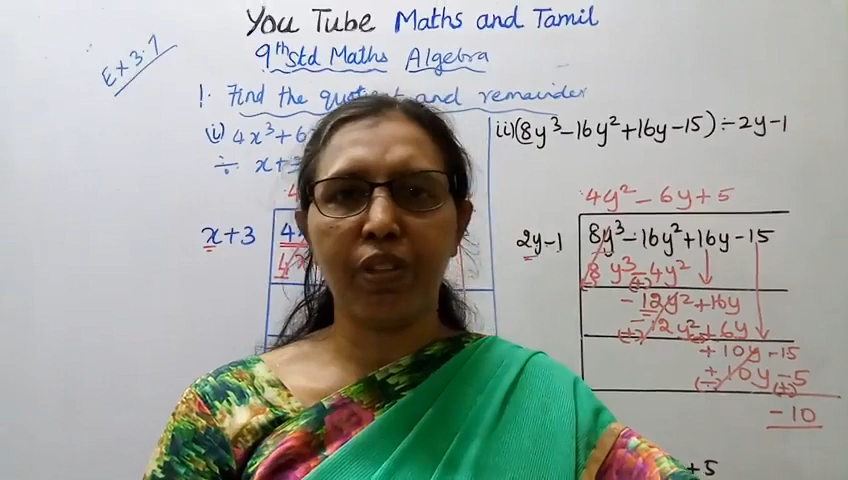 You Tube Maths and Tamil
9th Std Maths Algebra
Ex 3.7
1. Find the quotient and remainder
(i) 4x³+6
÷ x+3
x+3
ii) (8y³-16y²+16y-15) ÷ 2y-1
4y² - 6y + 5
2y-1
8y³ - 16y² + 16y - 15
8y³ - 4y²
(-) (+)
- 12y² + 16y
- 12y² + 6y
(+) (-)
+ 10y - 15
+ 10y - 5
(-) (+)
- 10
+5